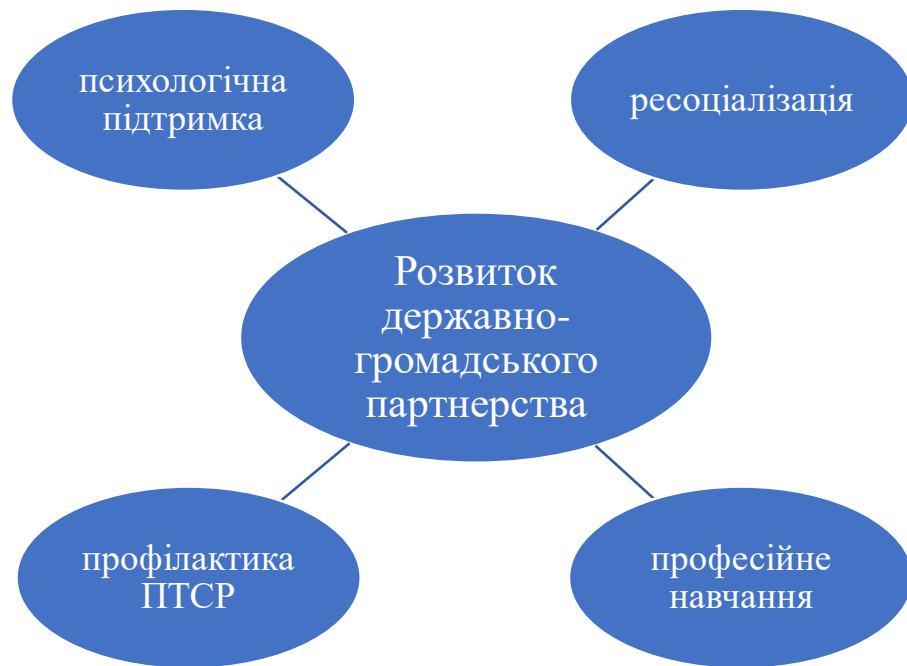 психологічна
підтримка
ресоціалізація
Розвиток
державно-
громадського
партнерства
профілактика
ПТСР
професійне
навчання